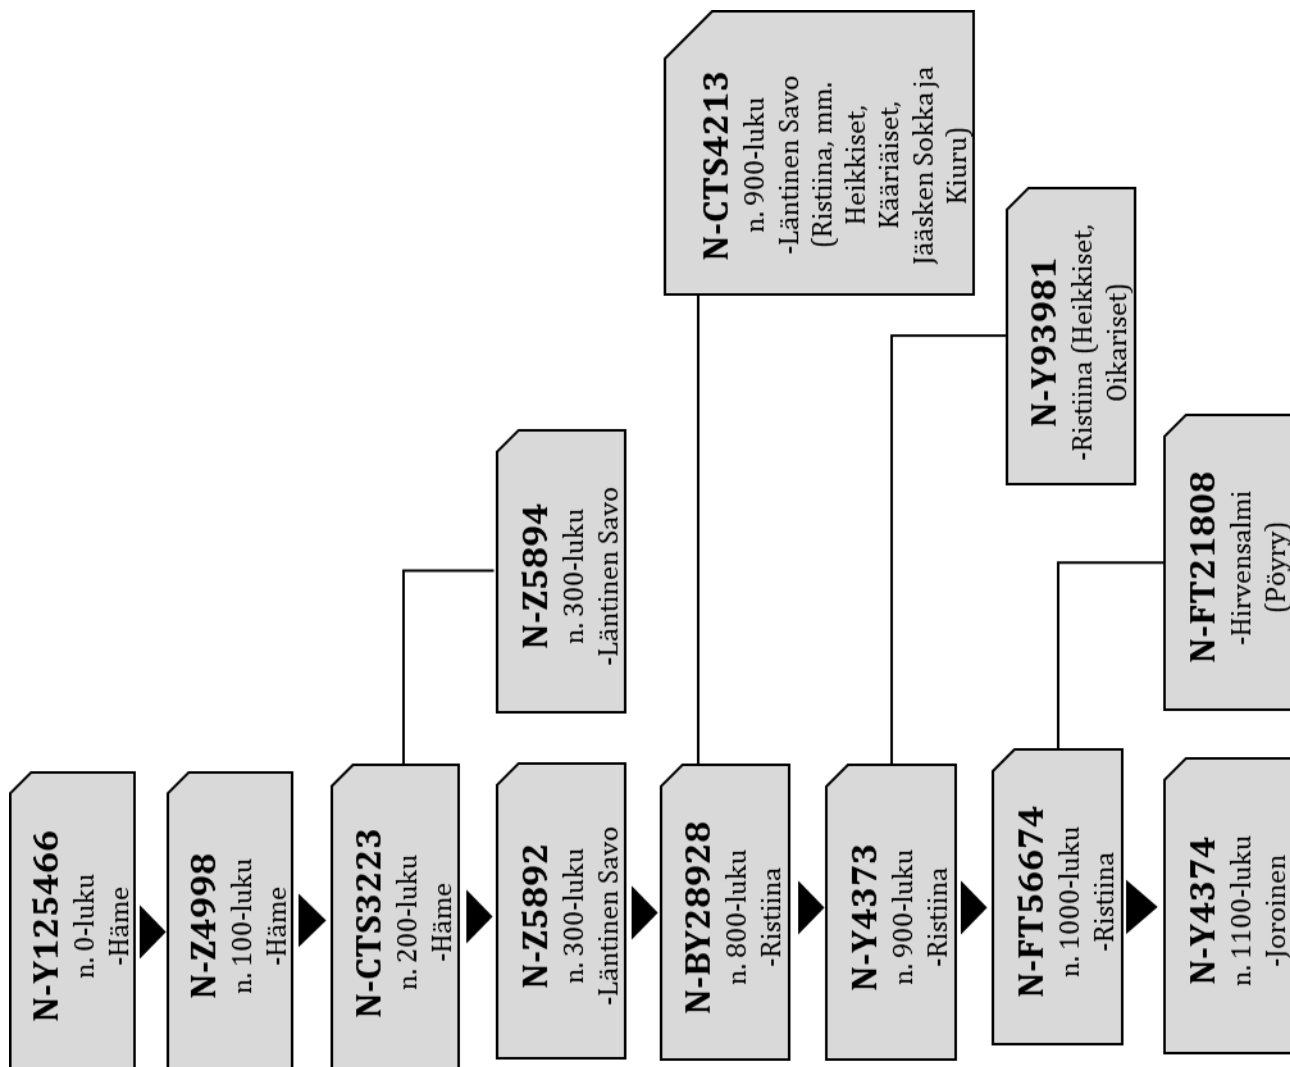 N-Y125466
n. 0-luku
-Häme
N-Z4998
n. 100-luku
-Häme
N-CTS3223
n. 200-luku
-Häme
N-Z5892
n. 300-luku
-Läntinen Savo
N-Z5894
n. 300-luku
-Läntinen Savo
N-BY28928
n. 800-luku
-Ristiina
N-CTS4213
n. 900-luku
-Läntinen Savo
(Ristiina, mm.
Heikkiset,
Kääriäiset,
Jääsken Sokka ja
Kiuru)
N-Y4373
n. 900-luku
-Ristiina
N-Y93981
-Ristiina (Heikkiset,
Oikariset)
N-FT56674
n. 1000-luku
-Ristiina
N-FT21808
-Hirvensalmi
(Pöyry)
N-Y4374
n. 1100-luku
-Joroinen